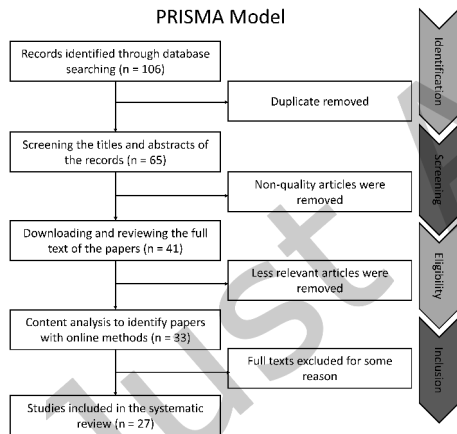 PRISMA Model
Records identified through database
searching (n = 106)
Duplicate removed
Screening the titles and abstracts of
the records (n = 65)
Non-quality articles were
removed
Downloading and reviewing the full
text of the papers (n = 41)
Less relevant articles were
removed
Content analysis to identify papers
with online methods (n = 33)
Full texts excluded for some
reason
Studies included in the systematic
review (n = 27)
Identification
Screening
Eligibility
Inclusion
Just A